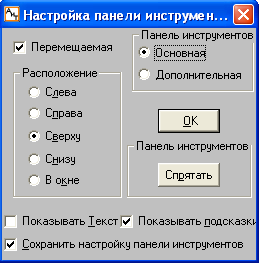 Настройка панели инструмен...
Перемещаемая
Панель инструментов
Основная
Дополнительная
Расположение
Слева
Справа
Сверху
Снизу
В окне
OK
Панель инструментов
Спрятать
Показывать Текст
Показывать подсказки
Сохранить настройку панели инструментов